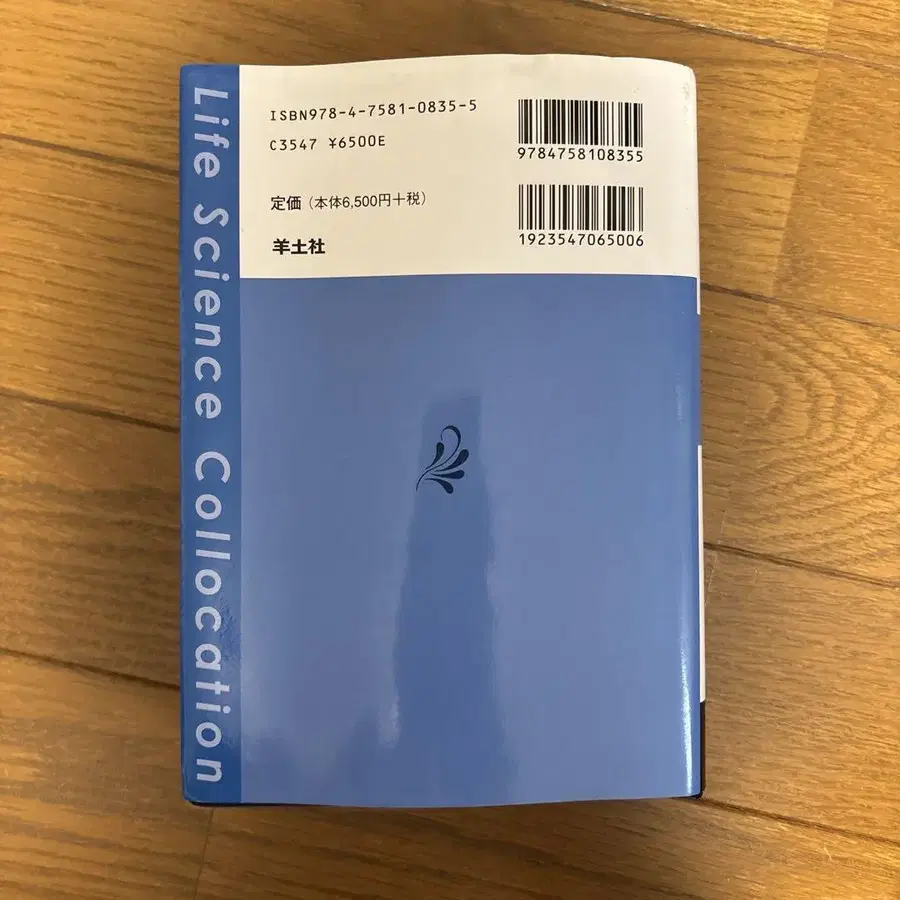 Life Science Collocation
ISBN978-4-7581-0835-5
C3547 ¥6500E
定価（本体6,500円＋税）
羊土社
9784758108355
1923547065006